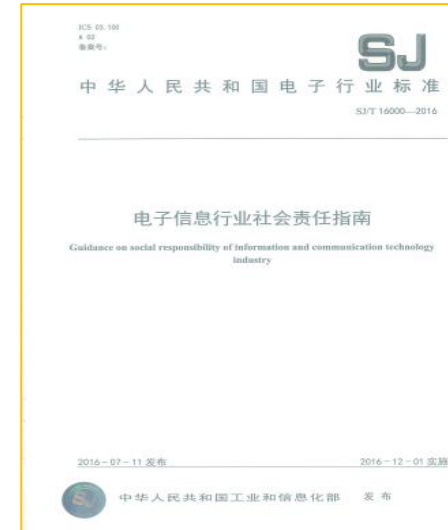 ICS 03.100
备案号:
SJ
中华人民共和国电子行业标准
SJ/T 16000—2016
电子信息行业社会责任指南
Guidance on social responsibility of information and communication technology
industry
2016-07-11 发布
2016-12-01 实施
中华人民共和国工业和信息化部 发布